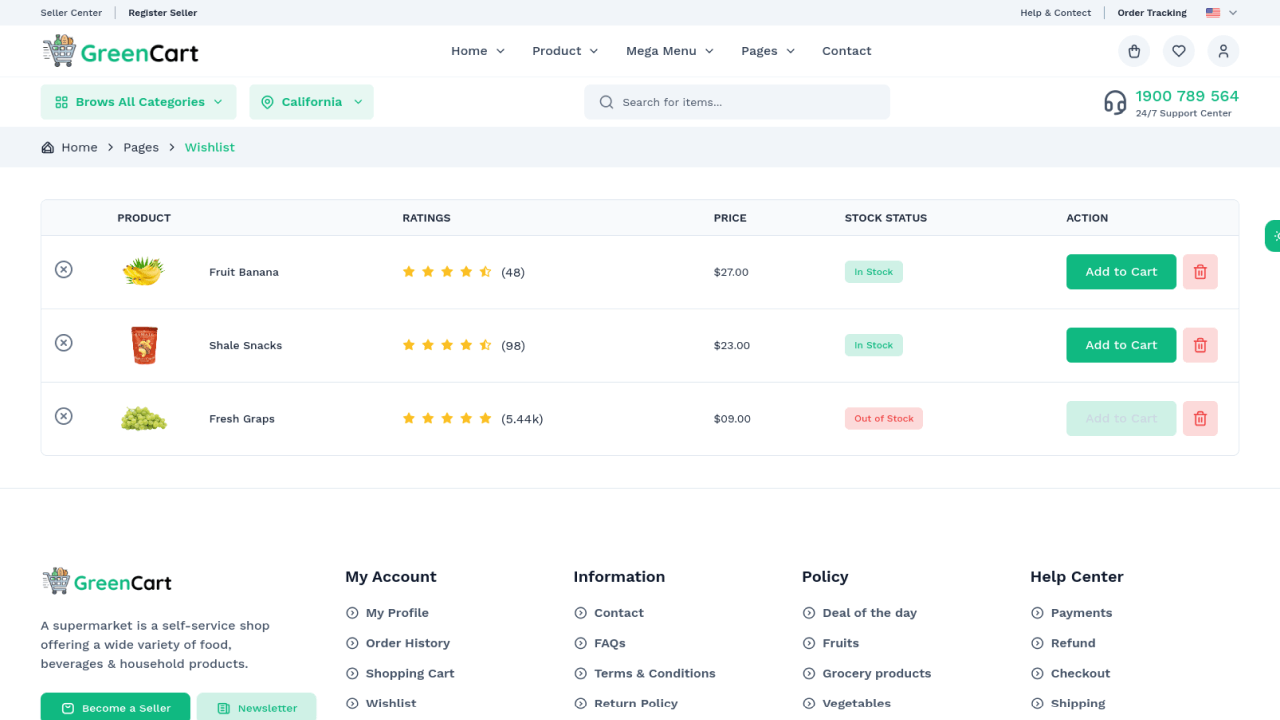 Seller Center
Register Seller
Help & Contect
Order Tracking
GreenCart
Home
Product
Mega Menu
Pages
Contact
Brows All Categories
California
Search for items...
1900 789 564
24/7 Support Center
Home
Pages
Wishlist
PRODUCT
RATINGS
PRICE
STOCK STATUS
ACTION
Fruit Banana
(48)
$27.00
In Stock
Add to Cart
Shale Snacks
(98)
$23.00
In Stock
Add to Cart
Fresh Graps
(5.44k)
$09.00
Out of Stock
Add to Cart
GreenCart
A supermarket is a self-service shop
offering a wide variety of food,
beverages & household products.
Become a Seller
Newsletter
My Account
My Profile
Order History
Shopping Cart
Wishlist
Information
Contact
FAQs
Terms & Conditions
Return Policy
Policy
Deal of the day
Fruits
Grocery products
Vegetables
Help Center
Payments
Refund
Checkout
Shipping